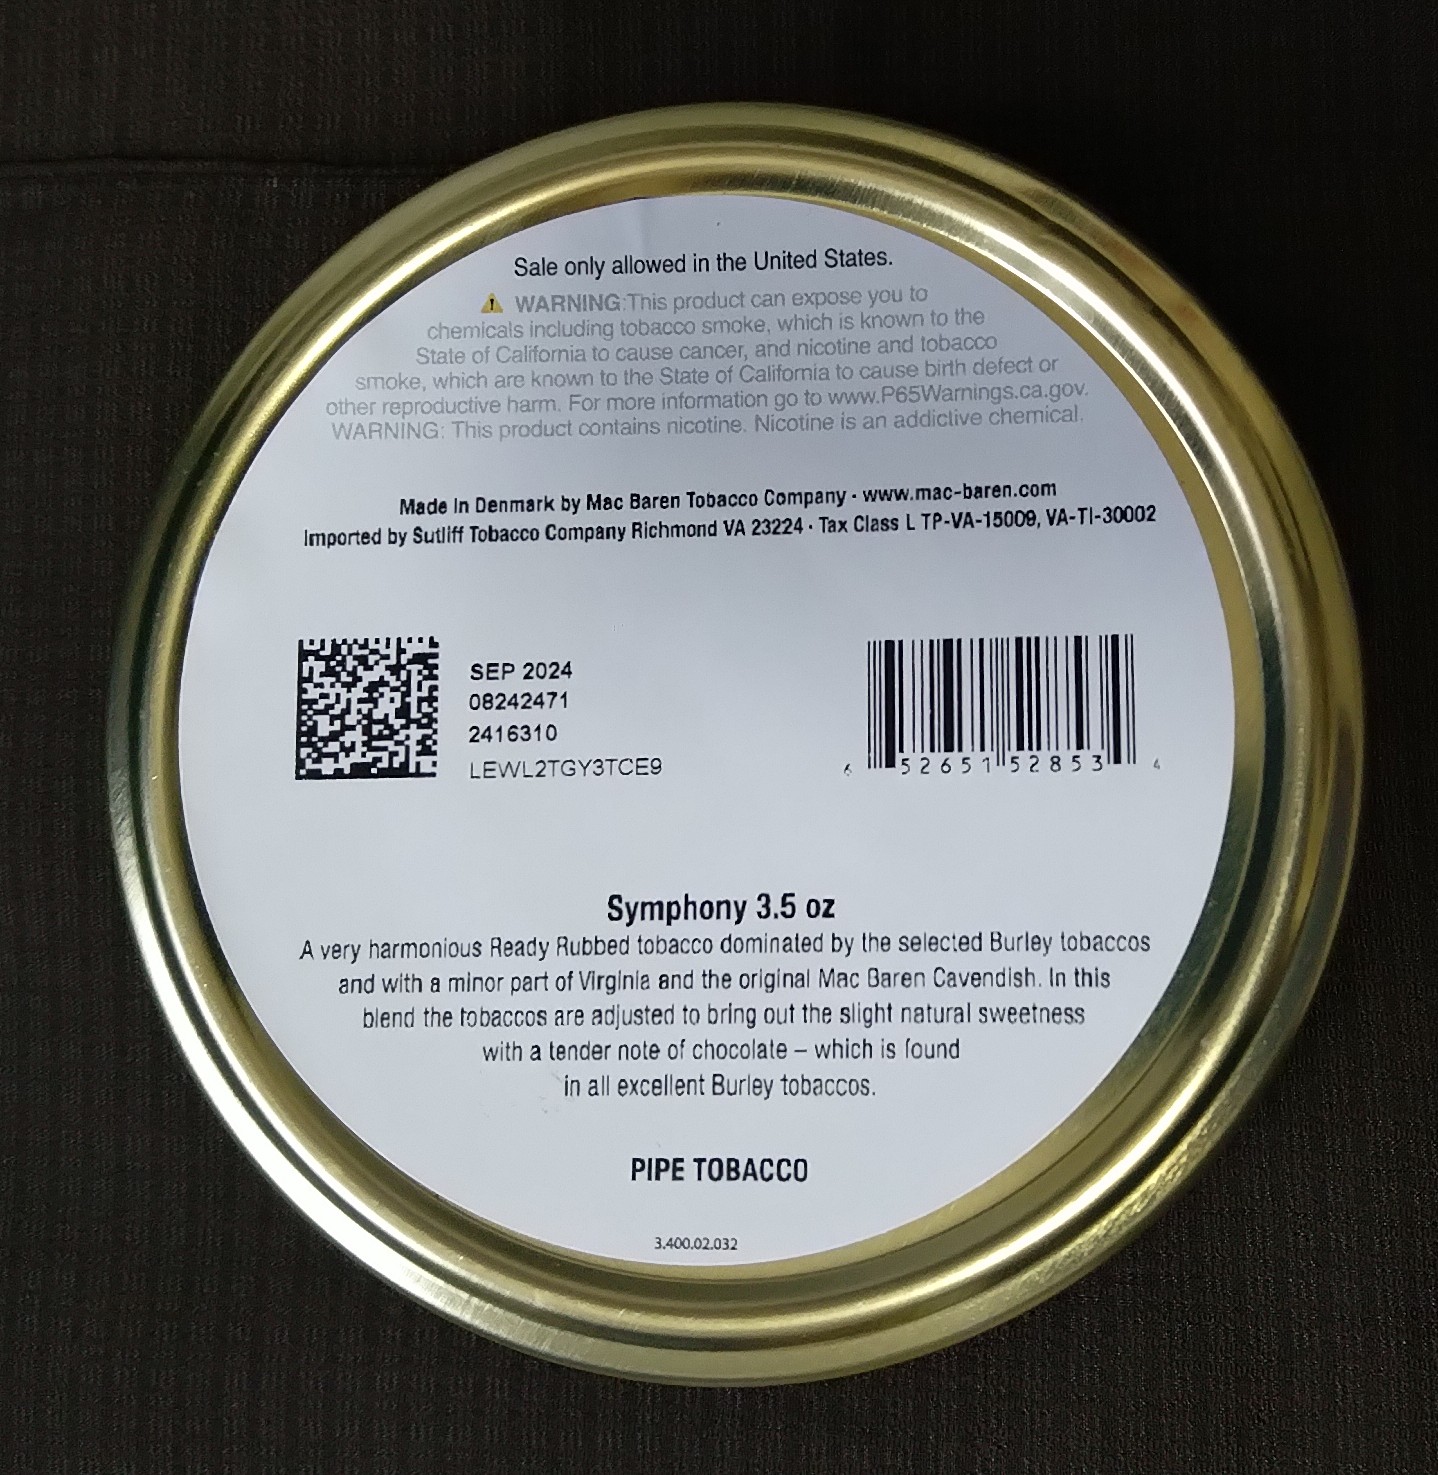 Sale only allowed in the United States.
⚠ WARNING:This product can expose you to
chemicals including tobacco smoke, which is known to the
State of California to cause cancer, and nicotine and tobacco
smoke, which are known to the State of California to cause birth defect or
other reproductive harm. For more information go to www.P65Warnings.ca.gov.
WARNING: This product contains nicotine. Nicotine is an addictive chemical.
Made In Denmark by Mac Baren Tobacco Company · www.mac-baren.com
Imported by Sutliff Tobacco Company Richmond VA 23224 · Tax Class L TP-VA-15009, VA-TI-30002
SEP 2024
08242471
2416310
LEWL2TGY3TCE9
6 52651 52853 4
Symphony 3.5 oz
A very harmonious Ready Rubbed tobacco dominated by the selected Burley tobaccos
and with a minor part of Virginia and the original Mac Baren Cavendish. In this
blend the tobaccos are adjusted to bring out the slight natural sweetness
with a tender note of chocolate – which is found
in all excellent Burley tobaccos.
PIPE TOBACCO
3.400.02.032